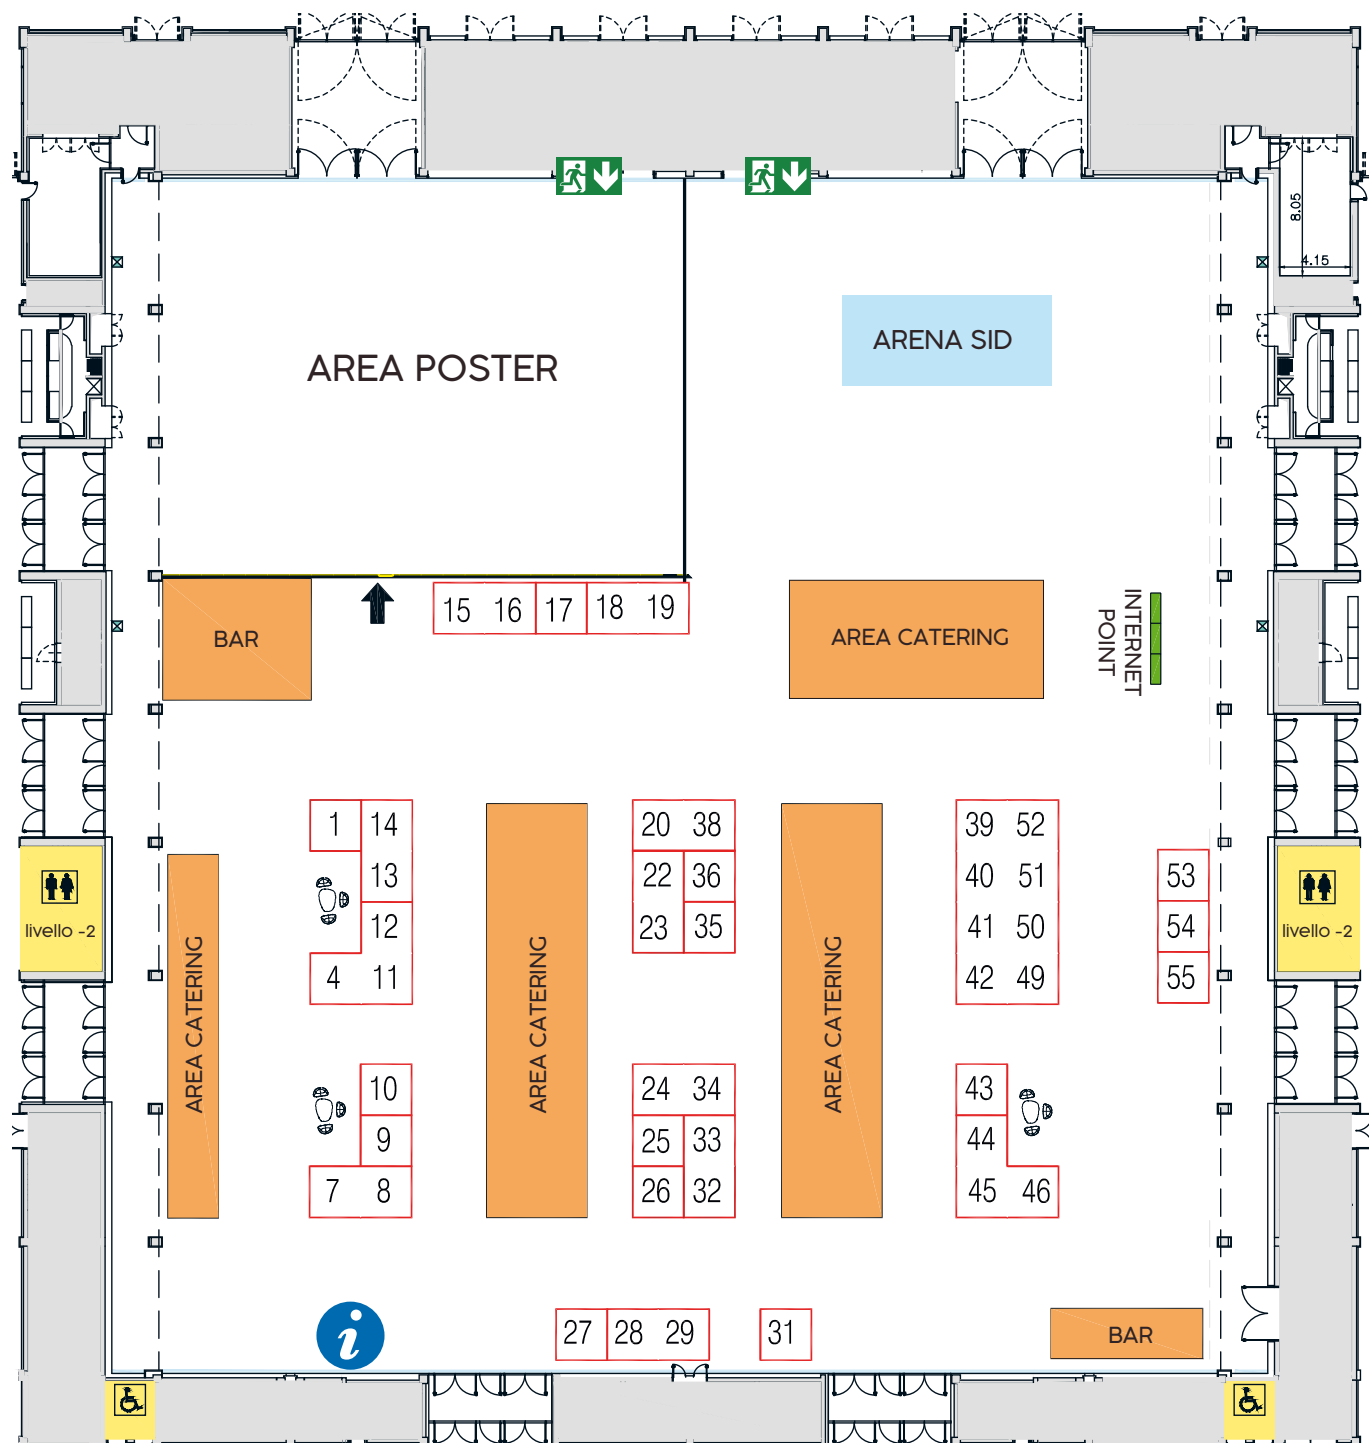 8.05
4.15
ARENA SID
AREA POSTER
15 16 17 18 19
BAR
AREA CATERING
INTERNET
POINT
1 14
20 38
39 52
13
22 36
40 51
53
12
23 35
41 50
54
livello -2
livello -2
4 11
42 49
55
AREA CATERING
AREA CATERING
AREA CATERING
10
24 34
43
9
25 33
44
7 8
26 32
45 46
i
27 28 29 31
BAR